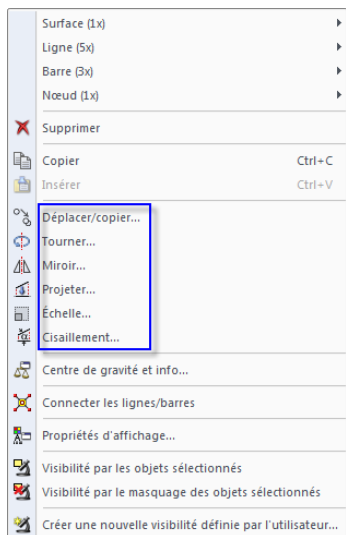 Surface (1x)
Ligne (5x)
Barre (3x)
Nœud (1x)
Supprimer
Copier Ctrl+C
Insérer Ctrl+V
Déplacer/copier...
Tourner...
Miroir...
Projeter...
Échelle...
Cisaillement...
Centre de gravité et info...
Connecter les lignes/barres
Propriétés d'affichage...
Visibilité par les objets sélectionnés
Visibilité par le masquage des objets sélectionnés
Créer une nouvelle visibilité définie par l'utilisateur...